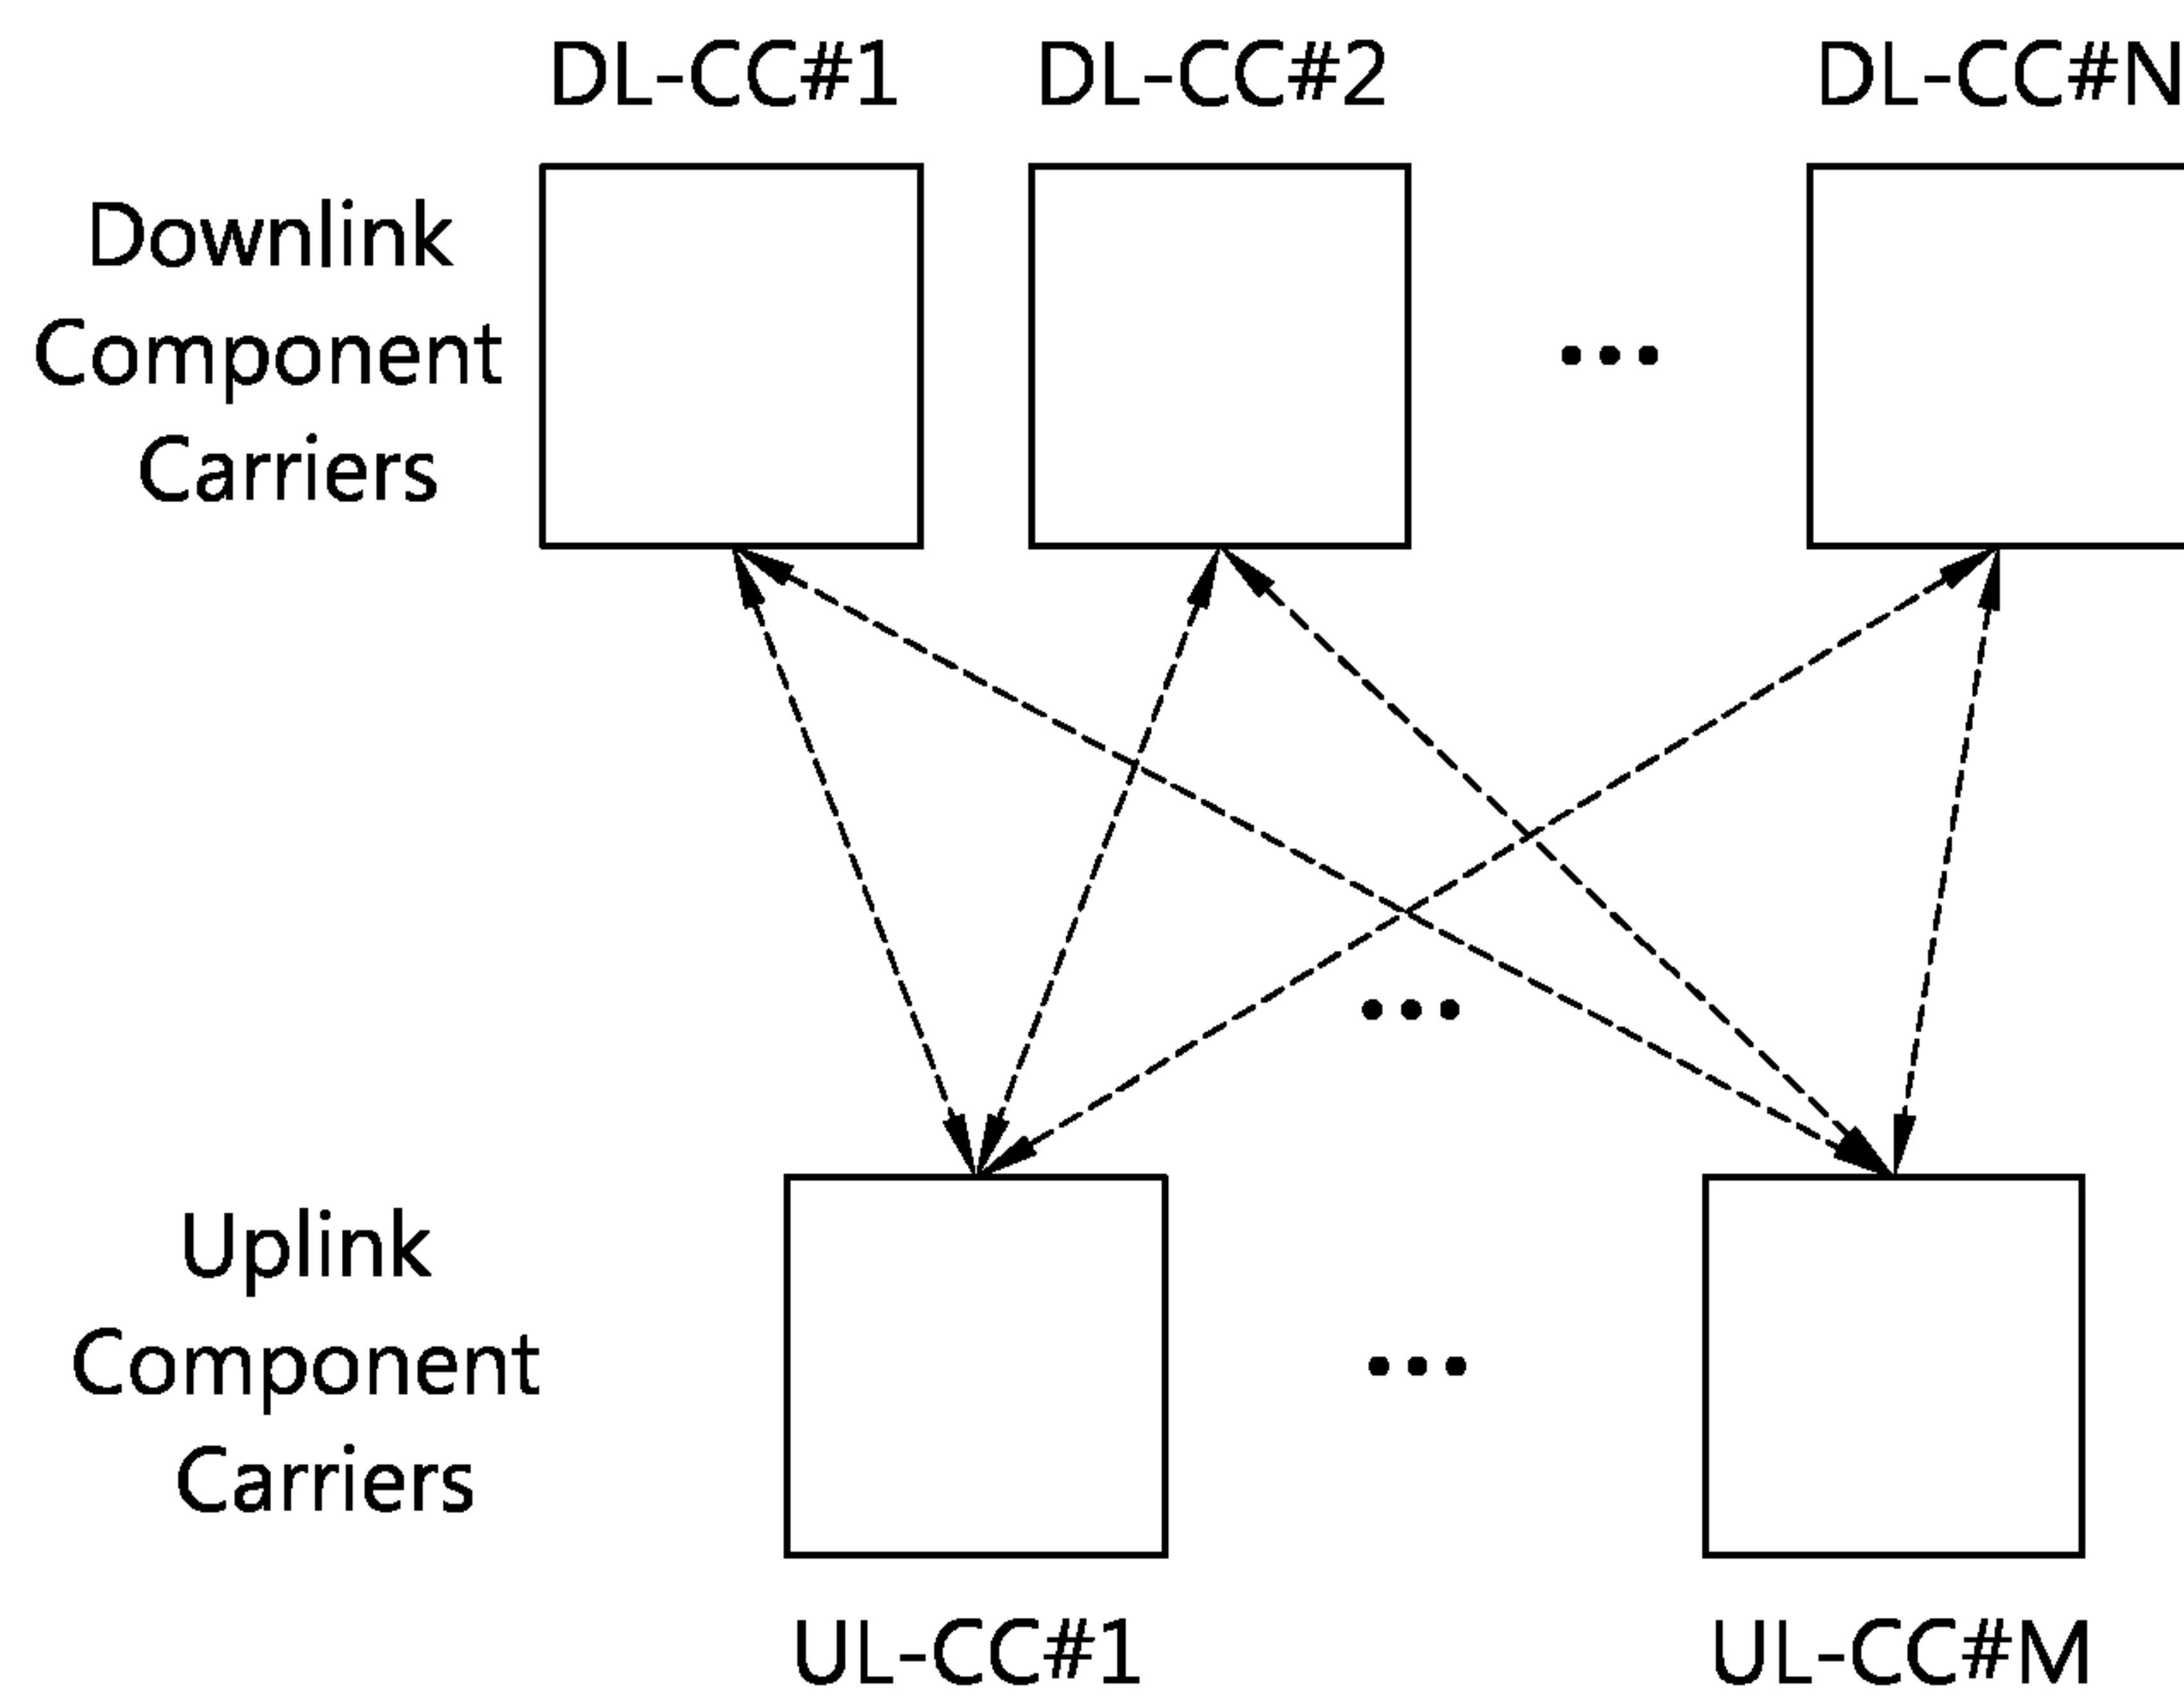 DL-CC#1 DL-CC#2 DL-CC#N
Downlink
Component
Carriers
...
...
Uplink
Component
Carriers
...
UL-CC#1 UL-CC#M